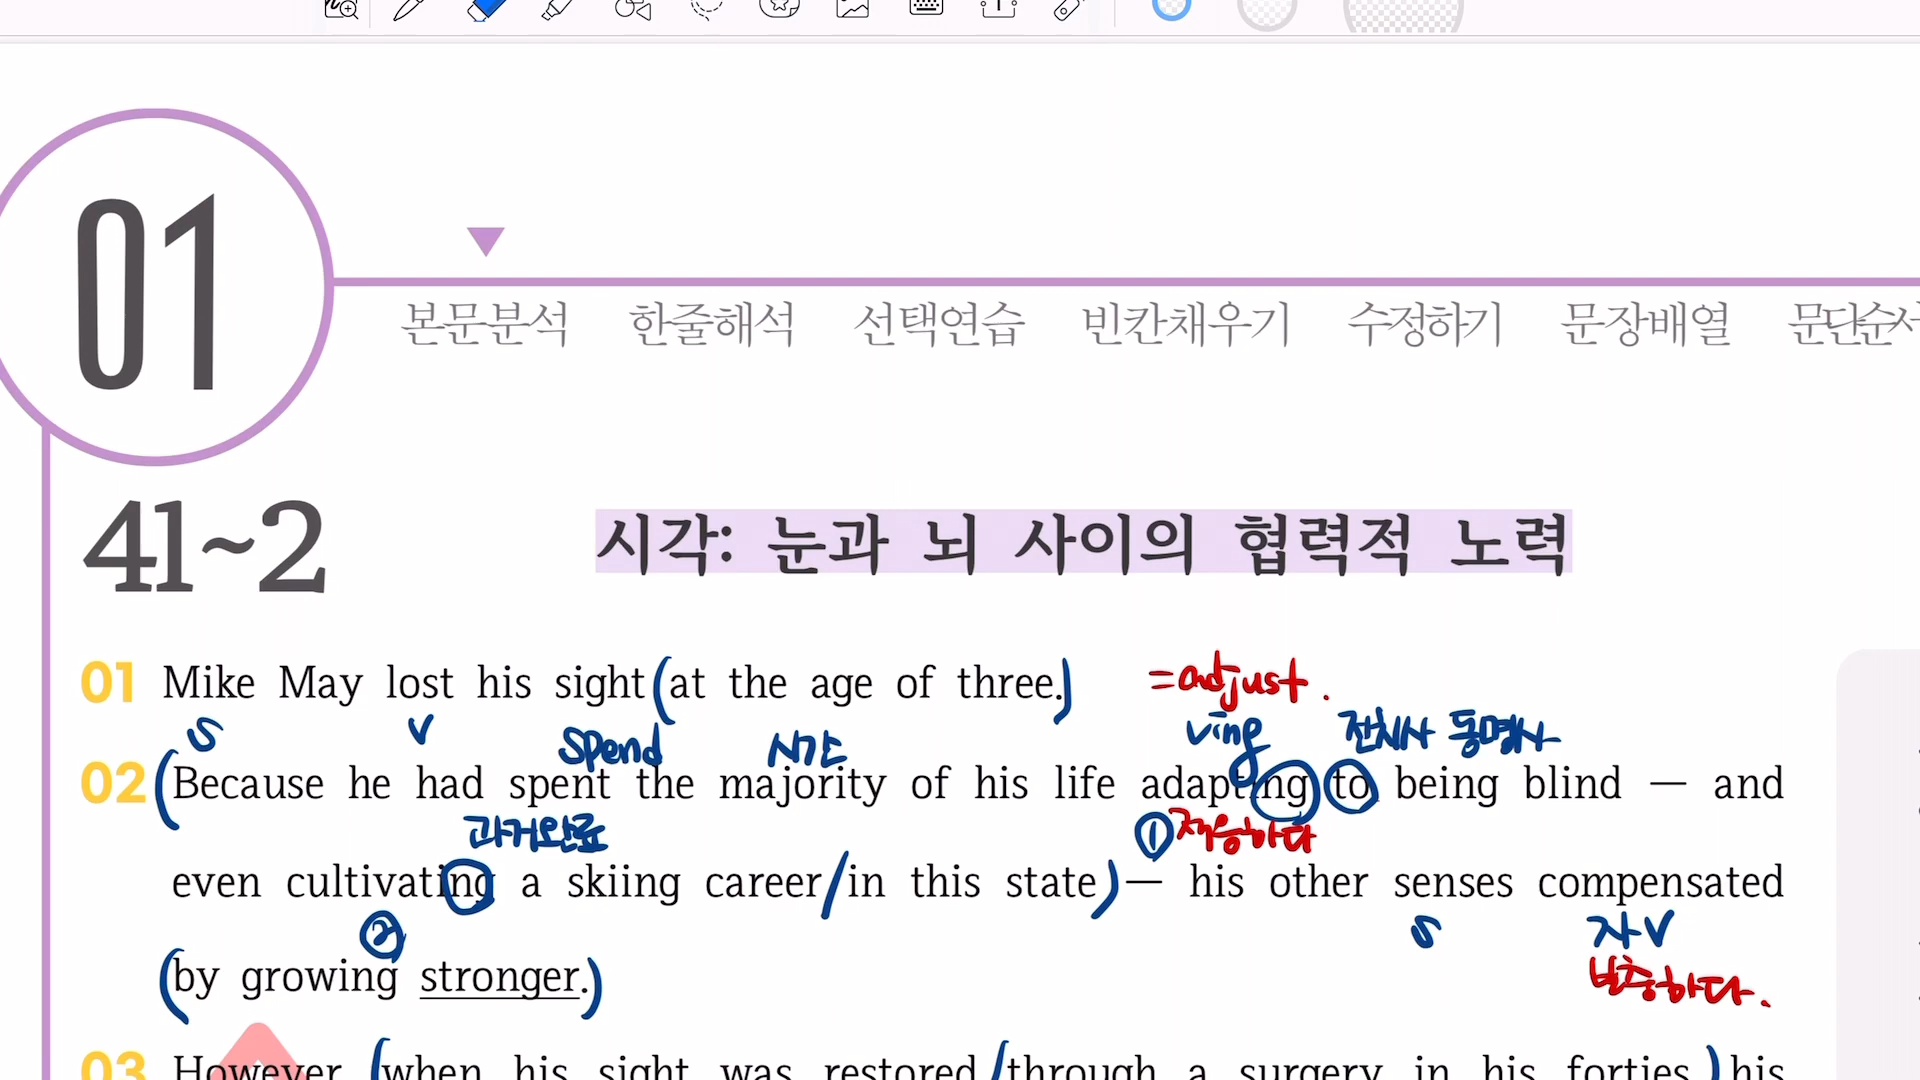 01
본문분석 한줄해석 선택연습 빈칸채우기 수정하기 문장배열 문단순서
41~2
시각: 눈과 뇌 사이의 협력적 노력
01 Mike May lost his sight (at the age of three.) =adjust.
S V spend 시간 ving 전치사 동명사
02 (Because he had spent the majority of his life adapting to being blind — and
과거완료 ① 적응하다
even cultivating a skiing career / in this state) — his other senses compensated
② S 자V
(by growing stronger.) 보충하다.
03 However (when his sight was restored / through a surgery in his forties,) his